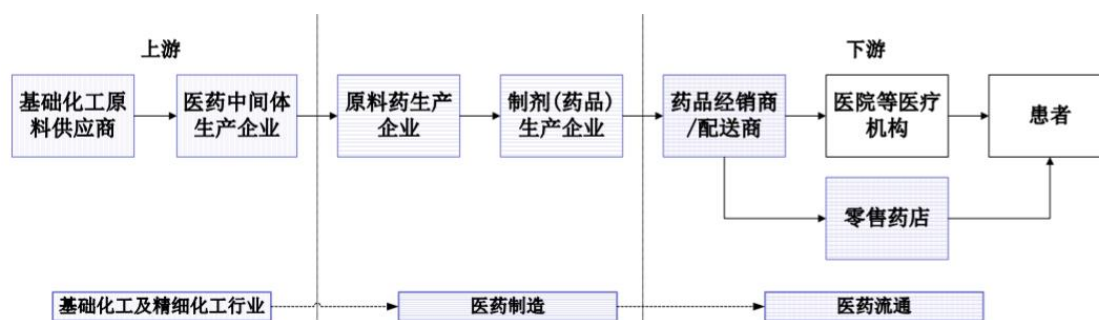 上游
下游
基础化工原
料供应商
医药中间体
生产企业
原料药生产
企业
制剂(药品)
生产企业
药品经销商
/配送商
医院等医疗
机构
患者
零售药店
基础化工及精细化工行业
医药制造
医药流通